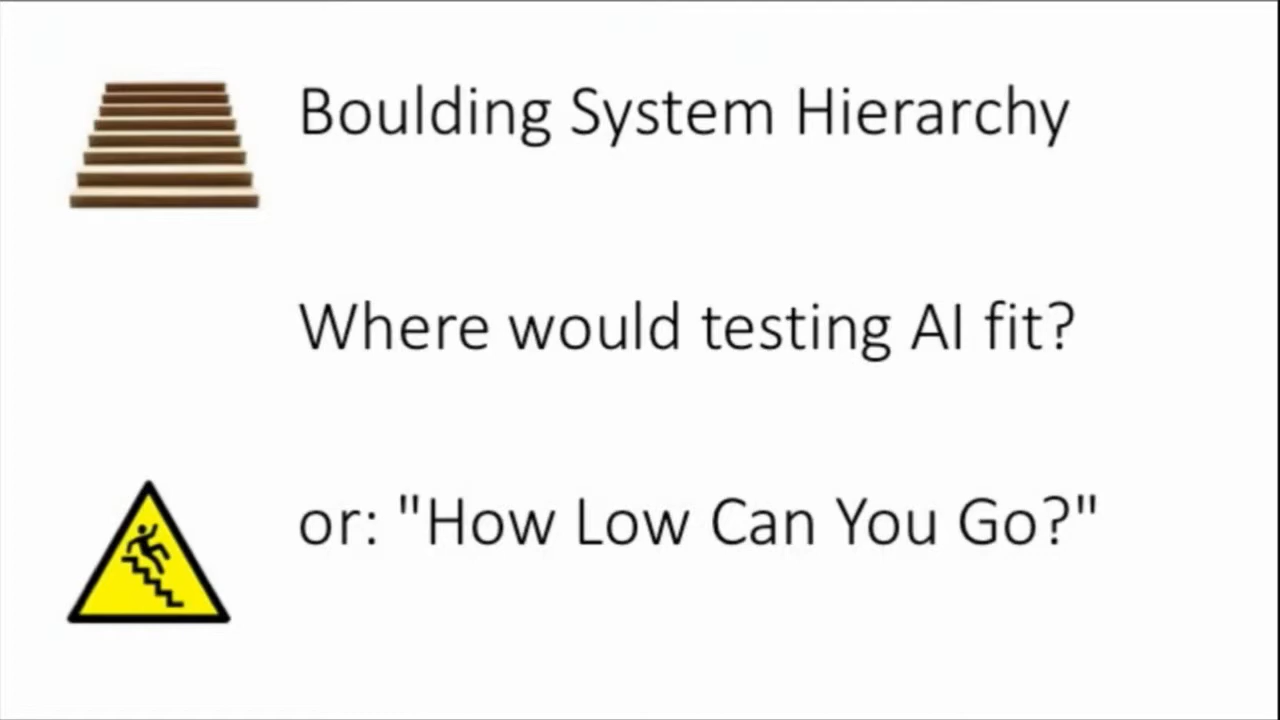 Boulding System Hierarchy
Where would testing AI fit?
or: "How Low Can You Go?"